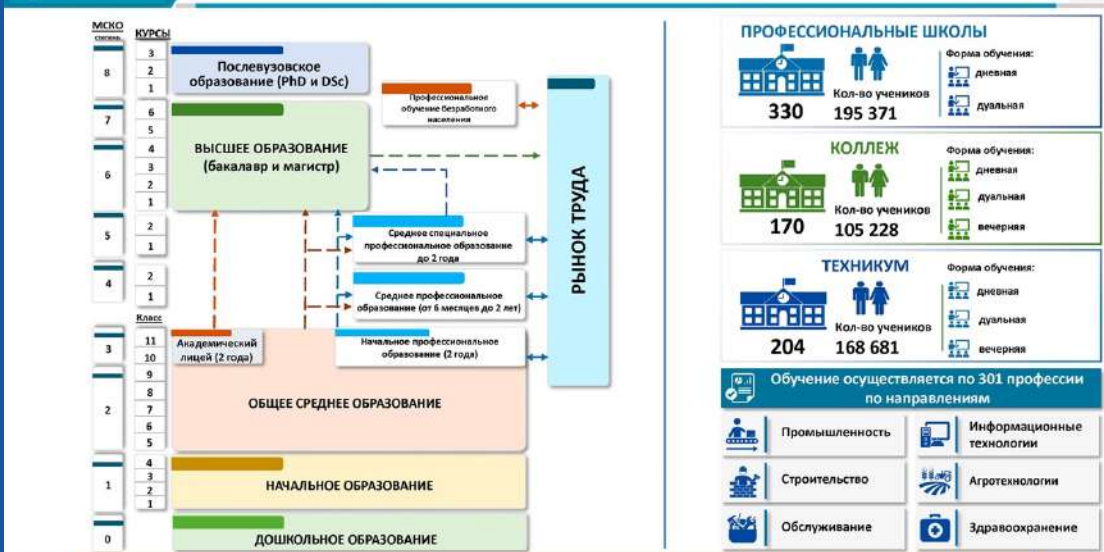 МСКО
степень
КУРСЫ
8
3
2
1
7
6
5
6
4
3
2
1
5
2
1
4
2
1
Класс
3
11
10
2
9
8
7
6
5
1
4
3
2
1
0
Послевузовское
образование (PhD и DSc)
Профессиональное
обучение безработного
населения
ВЫСШЕЕ ОБРАЗОВАНИЕ
(бакалавр и магистр)
Среднее специальное
профессиональное образование
до 2 года
Среднее профессиональное
образование (от 6 месяцев до 2 лет)
Академический
лицей (2 года)
Начальное профессиональное
образование (2 года)
ОБЩЕЕ СРЕДНЕЕ ОБРАЗОВАНИЕ
НАЧАЛЬНОЕ ОБРАЗОВАНИЕ
ДОШКОЛЬНОЕ ОБРАЗОВАНИЕ
РЫНОК ТРУДА
ПРОФЕССИОНАЛЬНЫЕ ШКОЛЫ
330
Кол-во учеников
195 371
Форма обучения:
дневная
дуальная
КОЛЛЕЖ
170
Кол-во учеников
105 228
Форма обучения:
дневная
дуальная
вечерняя
ТЕХНИКУМ
204
Кол-во учеников
168 681
Форма обучения:
дневная
дуальная
вечерняя
Обучение осуществляется по 301 профессии
по направлениям
Промышленность
Информационные
технологии
Строительство
Агротехнологии
Обслуживание
Здравоохранение